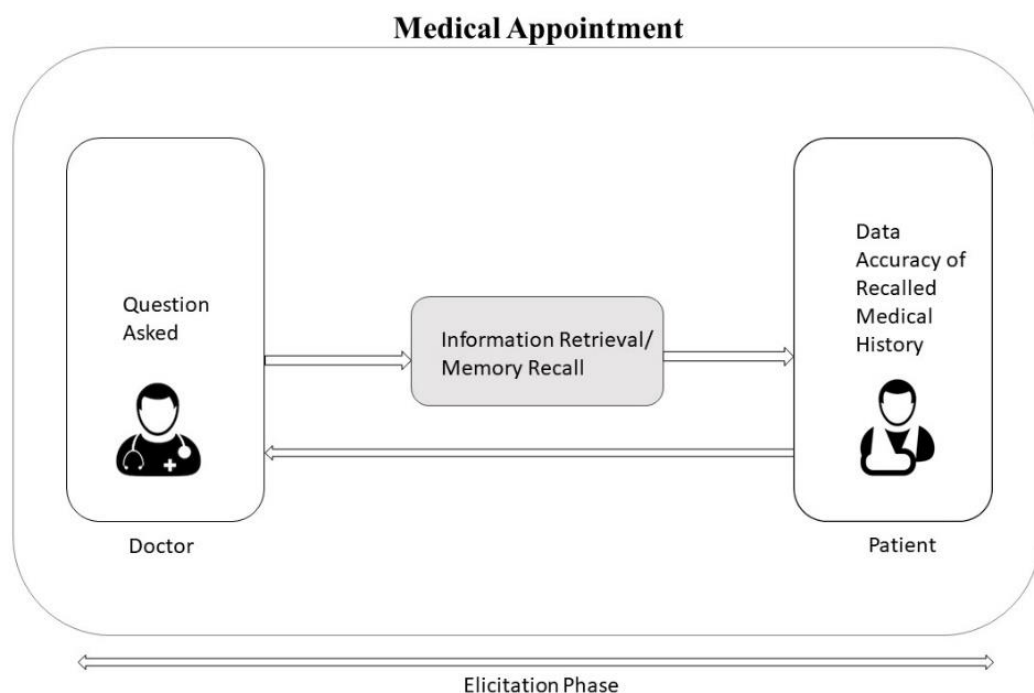 Medical Appointment
Question
Asked
Doctor
Information Retrieval/
Memory Recall
Data
Accuracy of
Recalled
Medical
History
Patient
Elicitation Phase